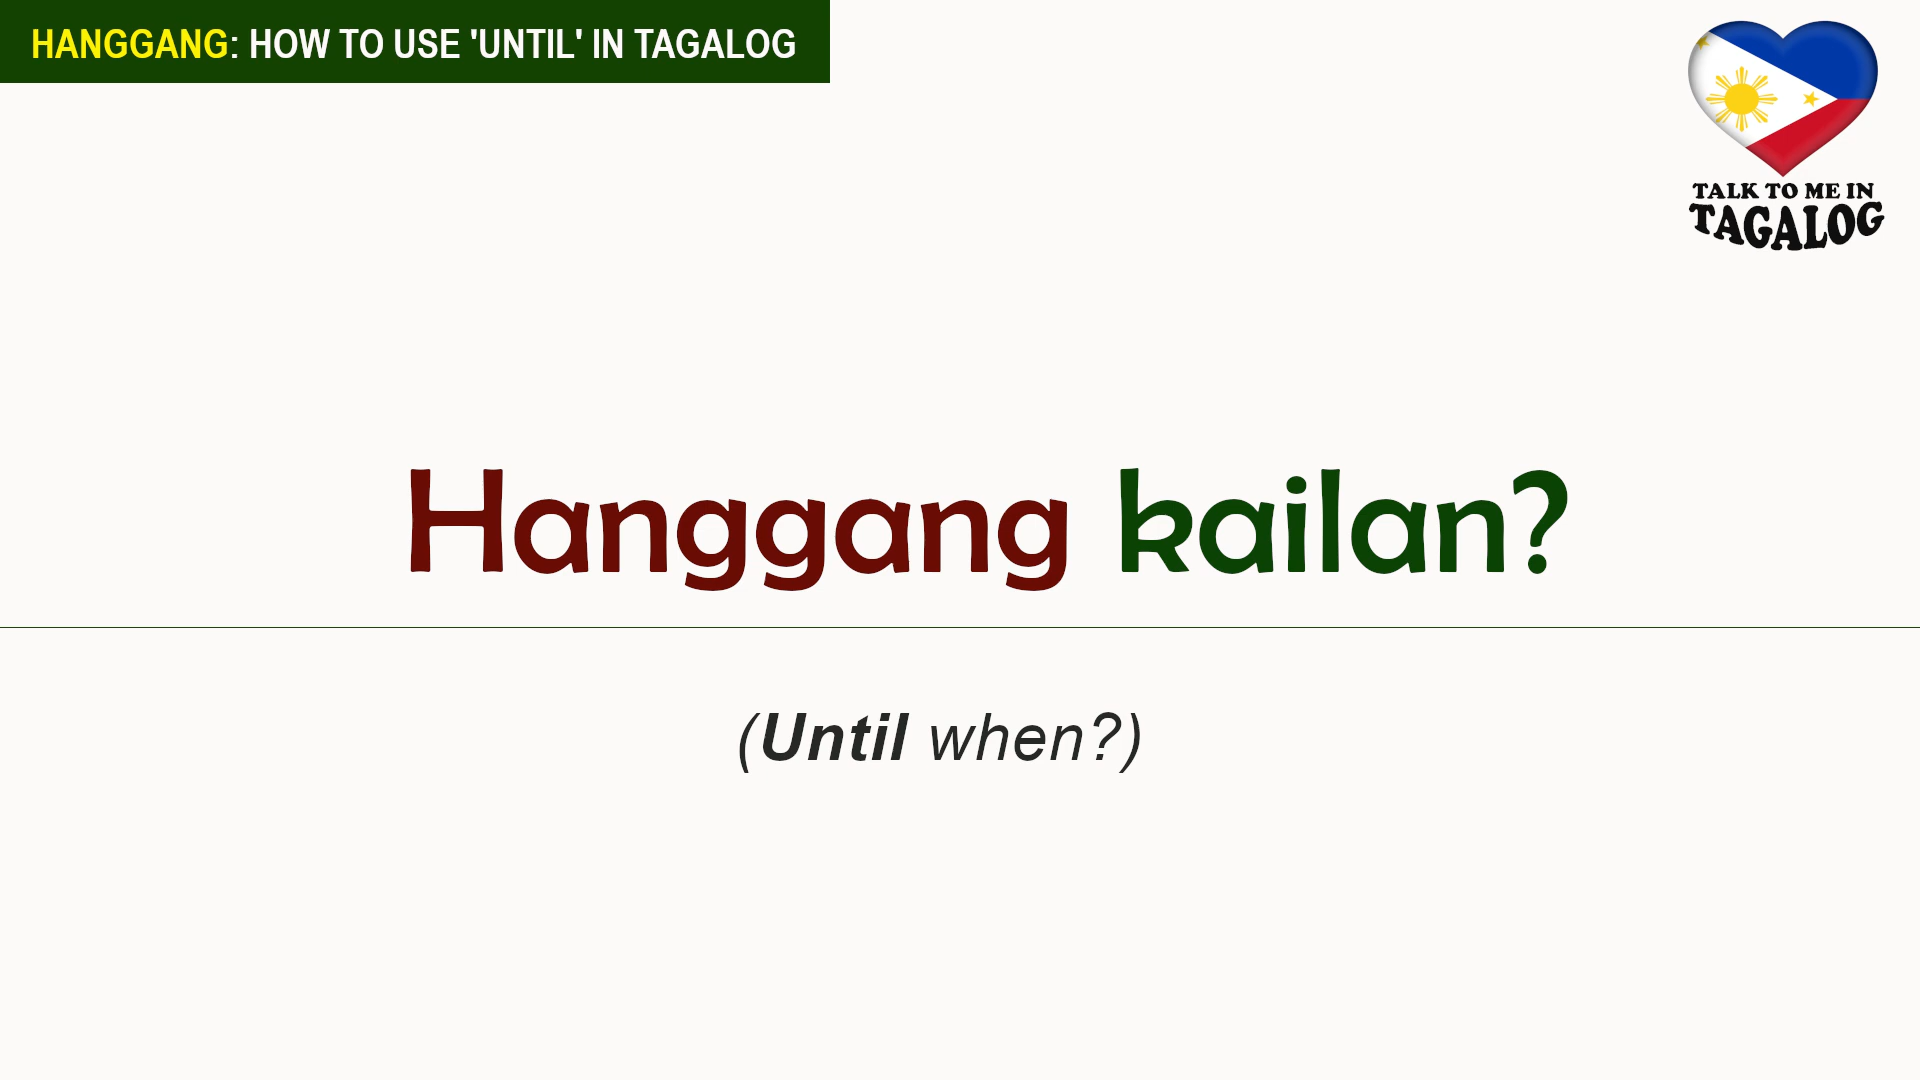 HANGGANG: HOW TO USE 'UNTIL' IN TAGALOG
TALK TO ME IN
TAGALOG
Hanggang kailan?
(Until when?)